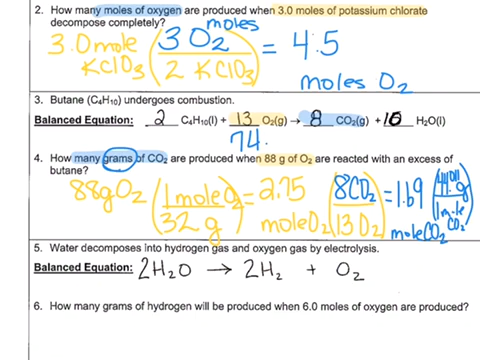 2. How many moles of oxygen are produced when 3.0 moles of potassium chlorate
decompose completely?
3.0 mole KClO3 (3 O2 moles / 2 KClO3) = 4.5 moles O2
3. Butane (C4H10) undergoes combustion.
Balanced Equation: 2 C4H10(l) + 13 O2(g) → 8 CO2(g) + 10 H2O(l)
74.
4. How many grams of CO2 are produced when 88 g of O2 are reacted with an excess of
butane?
88g O2 (1 mole O2 / 32 g) = 2.75 mole O2 (8CO2 / 13 O2) = 1.69 mole CO2 (44.01 g / 1 mole CO2)
5. Water decomposes into hydrogen gas and oxygen gas by electrolysis.
Balanced Equation: 2H2O → 2H2 + O2
6. How many grams of hydrogen will be produced when 6.0 moles of oxygen are produced?